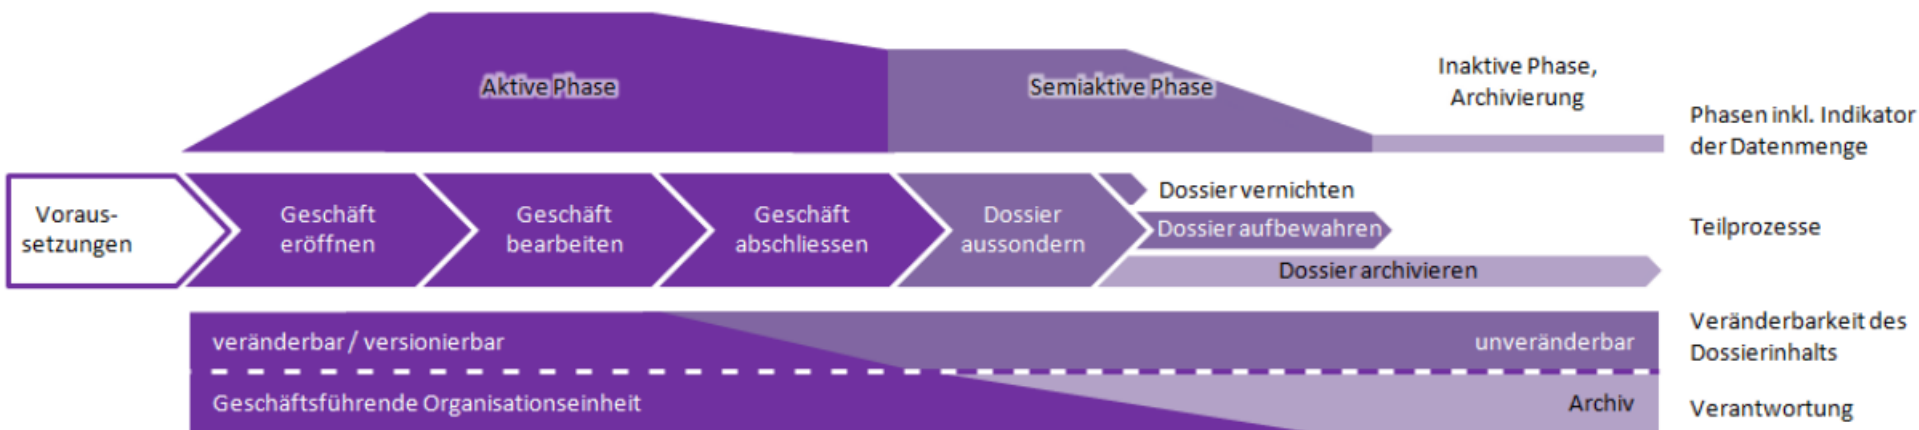 Aktive Phase
Semiaktive Phase
Inaktive Phase,
Archivierung
Phasen inkl. Indikator
der Datenmenge
Voraus-
setzungen
Geschäft
eröffnen
Geschäft
bearbeiten
Geschäft
abschliessen
Dossier
aussondern
Dossier vernichten
Dossier aufbewahren
Dossier archivieren
Teilprozesse
veränderbar / versionierbar
unveränderbar
Veränderbarkeit des
Dossierinhalts
Geschäftsführende Organisationseinheit
Archiv
Verantwortung